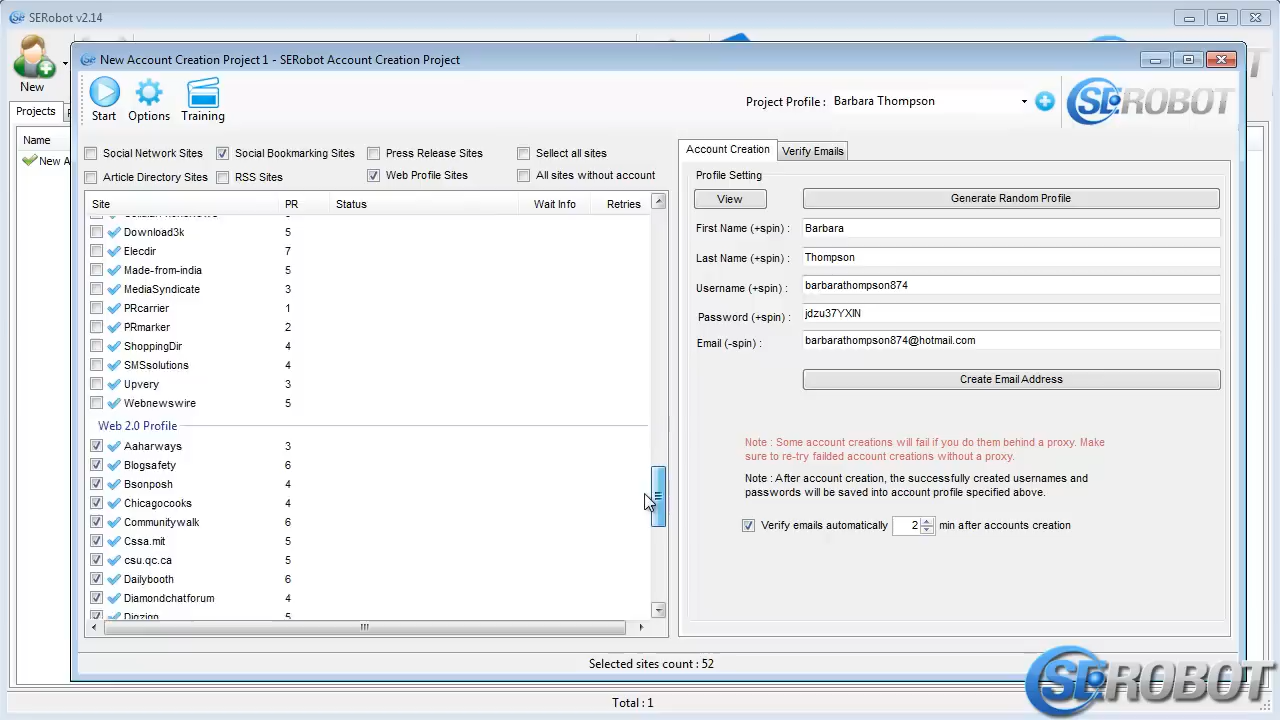 SERobot v2.14
New Account Creation Project 1 - SERobot Account Creation Project
New
Start
Options
Training
Project Profile : Barbara Thompson
SEROBOT
Projects
Name
New A
Social Network Sites
Social Bookmarking Sites
Press Release Sites
Sellect all sites
Article Directory Sites
RSS Sites
Web Profile Sites
All sites without account
Site PR Status Wait Info Retries
Download3k 5
Elecdir 7
Made-from-india 5
MediaSyndicate 3
PRcarrier 1
PRmarker 2
ShoppingDir 4
SMSsolutions 4
Upvery 3
Webnewswire 5
Web 2.0 Profile
Aaharways 3
Blogsafety 6
Bsonposh 4
Chicagocooks 4
Communitywalk 6
Cssa.mit 5
csu.qc.ca 5
Dailybooth 6
Diamondchatforum 4
Digzign 5
Account Creation
Verify Emails
Profile Setting
View
Generate Random Profile
First Name (+spin) : Barbara
Last Name (+spin) : Thompson
Username (+spin) : barbarathompson874
Password (+spin) : jdzu37YXlN
Email (-spin) : barbarathompson874@hotmail.com
Create Email Address
Note : Some account creations will fail if you do them behind a proxy. Make
sure to re-try failded account creations without a proxy.
Note : After account creation, the successfully created usernames and
passwords will be saved into account profile specified above.
Verify emails automatically 2 min after accounts creation
Selected sites count : 52
Total : 1
SEROBOT